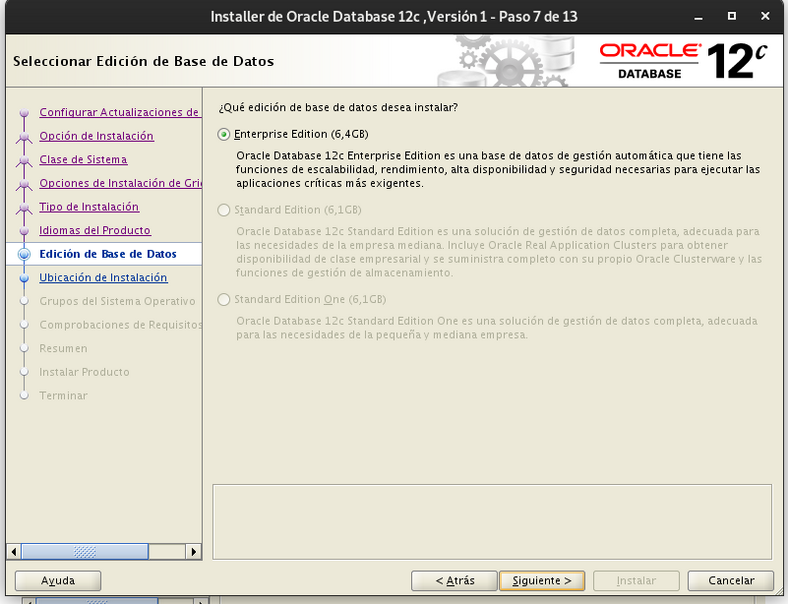 Installer de Oracle Database 12c ,Versión 1 - Paso 7 de 13
Seleccionar Edición de Base de Datos
ORACLE
DATABASE
12c
Configurar Actualizaciones de
Opción de Instalación
Clase de Sistema
Opciones de Instalación de Gri
Tipo de Instalación
Idiomas del Producto
Edición de Base de Datos
Ubicación de Instalación
Grupos del Sistema Operativo
Comprobaciones de Requisitos
Resumen
Instalar Producto
Terminar
¿Qué edición de base de datos desea instalar?
Enterprise Edition (6,4GB)
Oracle Database 12c Enterprise Edition es una base de datos de gestión automática que tiene las
funciones de escalabilidad, rendimiento, alta disponibilidad y seguridad necesarias para ejecutar las
aplicaciones críticas más exigentes.
Standard Edition (6,1GB)
Oracle Database 12c Standard Edition es una solución de gestión de datos completa, adecuada para
las necesidades de la empresa mediana. Incluye Oracle Real Application Clusters para obtener
disponibilidad de clase empresarial y se suministra completo con su propio Oracle Clusterware y las
funciones de gestión de almacenamiento.
Standard Edition One (6,1GB)
Oracle Database 12c Standard Edition One es una solución de gestión de datos completa, adecuada
para las necesidades de la pequeña y mediana empresa.
Ayuda
< Atrás
Siguiente >
Instalar
Cancelar